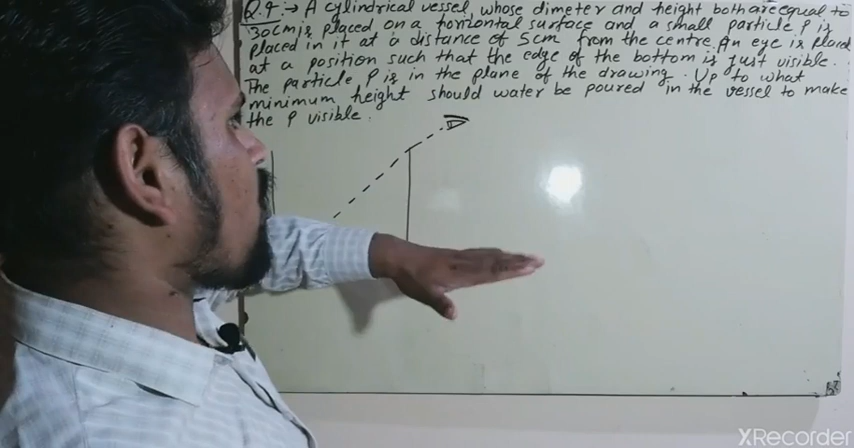 Q.9:→ A cylindrical vessel, whose dimeter and height both are equal to
30cm is placed on a horizontal surface and a small particle P is
placed in it at a distance of 5cm from the centre. An eye is placed
at a position such that the edge of the bottom is just visible.
The particle P is in the plane of the drawing. Up to what
minimum height should water be poured in the vessel to make
the P visible.
XRecorder